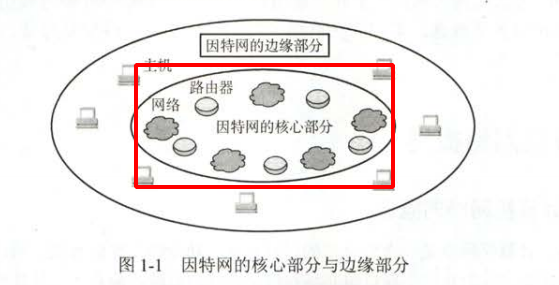 因特网的边缘部分
主机
路由器
网络
因特网的核心部分
图 1-1 因特网的核心部分与边缘部分